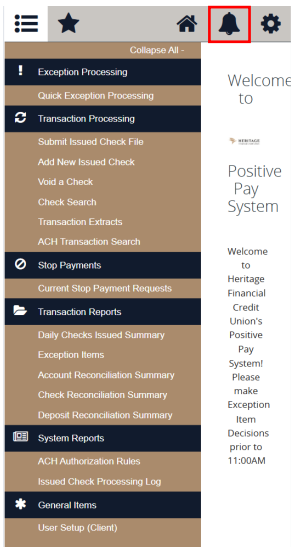 Collapse All -
Exception Processing
Quick Exception Processing
Transaction Processing
Submit Issued Check File
Add New Issued Check
Void a Check
Check Search
Transaction Extracts
ACH Transaction Search
Stop Payments
Current Stop Payment Requests
Transaction Reports
Daily Checks Issued Summary
Exception Items
Account Reconciliation Summary
Check Reconciliation Summary
Deposit Reconciliation Summary
System Reports
ACH Authorization Rules
Issued Check Processing Log
General Items
User Setup (Client)
Welcome
to
HERITAGE
Positive
Pay
System
Welcome
to
Heritage
Financial
Credit
Union's
Positive
Pay
System!
Please
make
Exception
Item
Decisions
prior to
11:00AM